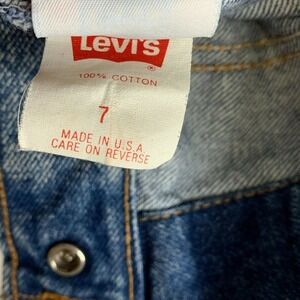 Levi's
®
100% COTTON
7
MADE IN U.S.A.
CARE ON REVERSE